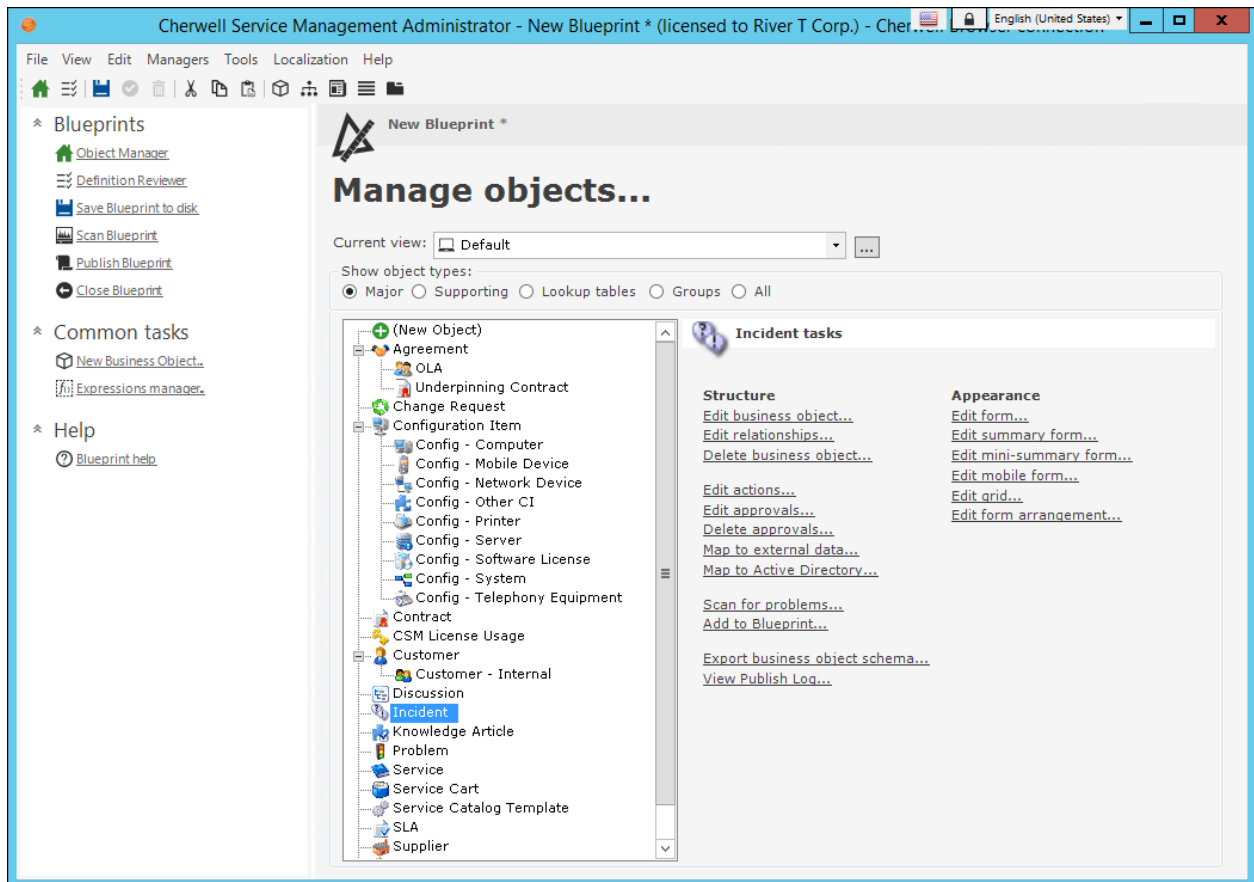 Cherwell Service Management Administrator - New Blueprint * (licensed to River T Corp.) - Cherwell Browser connection
English (United States)
File View Edit Managers Tools Localization Help
Blueprints
Object Manager
Definition Reviewer
Save Blueprint to disk
Scan Blueprint
Publish Blueprint
Close Blueprint
Common tasks
New Business Object..
Expressions manager..
Help
Blueprint help
New Blueprint *
Manage objects...
Current view: Default ...
Show object types:
Major Supporting Lookup tables Groups All
(New Object)
Agreement
OLA
Underpinning Contract
Change Request
Configuration Item
Config - Computer
Config - Mobile Device
Config - Network Device
Config - Other CI
Config - Printer
Config - Server
Config - Software License
Config - System
Config - Telephony Equipment
Contract
CSM License Usage
Customer
Customer - Internal
Discussion
Incident
Knowledge Article
Problem
Service
Service Cart
Service Catalog Template
SLA
Supplier
Incident tasks
Structure
Edit business object...
Edit relationships...
Delete business object...
Edit actions...
Edit approvals...
Delete approvals...
Map to external data...
Map to Active Directory...
Scan for problems...
Add to Blueprint...
Export business object schema...
View Publish Log...
Appearance
Edit form...
Edit summary form...
Edit mini-summary form...
Edit mobile form...
Edit grid...
Edit form arrangement...